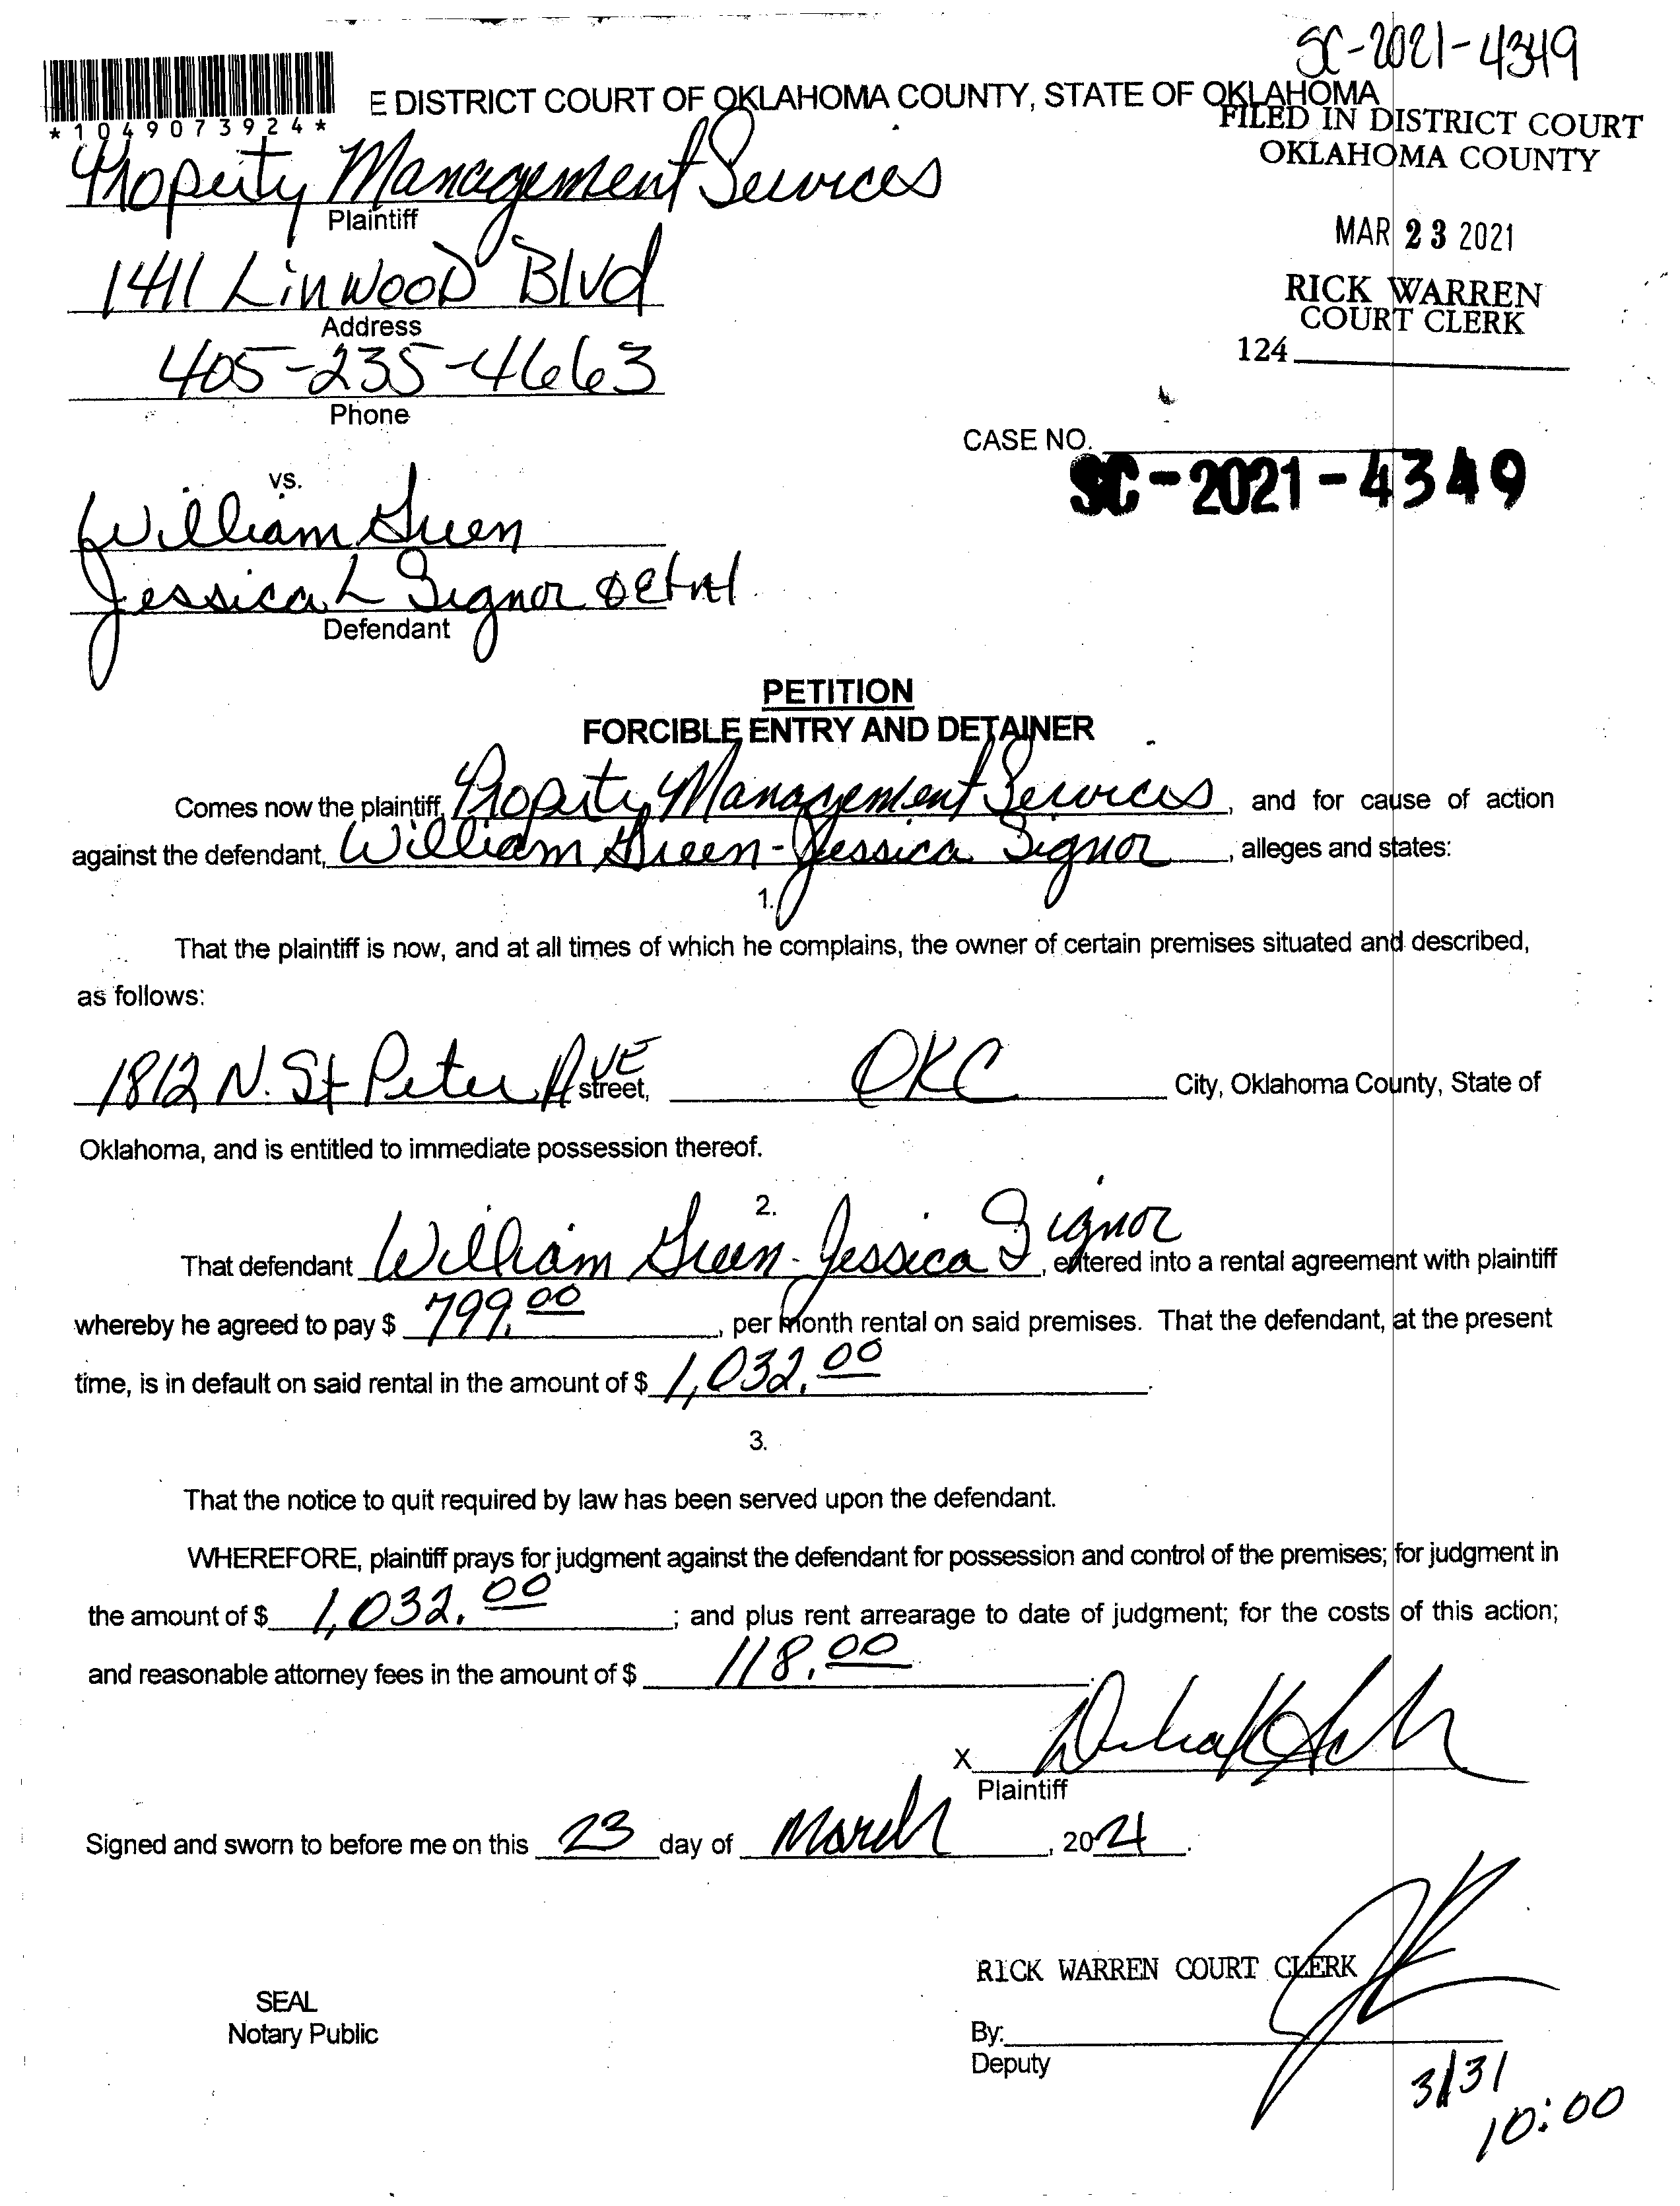 SC-2021-4349
*1049073924*
E DISTRICT COURT OF OKLAHOMA COUNTY, STATE OF OKLAHOMA
FILED IN DISTRICT COURT
OKLAHOMA COUNTY
Property Management Services
Plaintiff
MAR 23 2021
1411 Linwood Blvd
Address
RICK WARREN
COURT CLERK
124
405-235-4663
Phone
CASE NO.
SC-2021-4349
vs.
William Green
Jessica L Signor
Defendant
PETITION
FORCIBLE ENTRY AND DETAINER
Comes now the plaintiff, Property Management Services, and for cause of action
against the defendant, William Green - Jessica Signor, alleges and states:
1.
That the plaintiff is now, and at all times of which he complains, the owner of certain premises situated and described,
as follows:
1812 N. St Peter AVE street, OKC City, Oklahoma County, State of
Oklahoma, and is entitled to immediate possession thereof.
2.
That defendant William Green - Jessica Signor, entered into a rental agreement with plaintiff
whereby he agreed to pay $ 799.00, per month rental on said premises. That the defendant, at the present
time, is in default on said rental in the amount of $ 1,032.00.
3.
That the notice to quit required by law has been served upon the defendant.
WHEREFORE, plaintiff prays for judgment against the defendant for possession and control of the premises; for judgment in
the amount of $ 1,032.00; and plus rent arrearage to date of judgment; for the costs of this action;
and reasonable attorney fees in the amount of $ 118.00.
X
Plaintiff
Signed and sworn to before me on this 23 day of March, 2021.
RICK WARREN COURT CLERK
SEAL
Notary Public
By:
Deputy
3/31
10:00